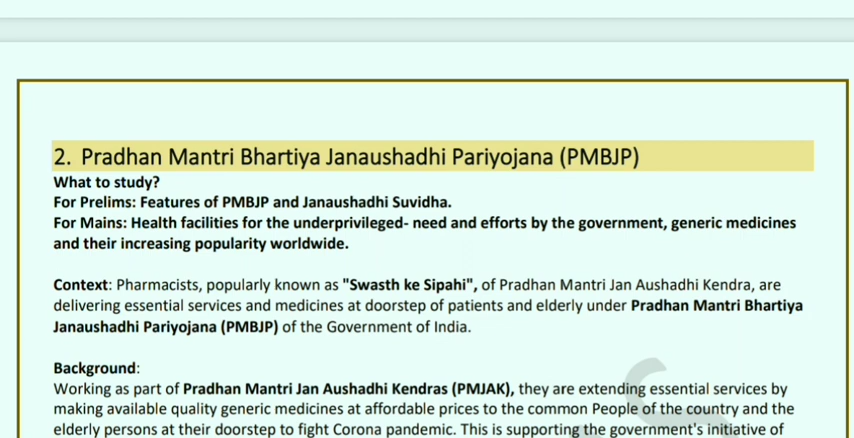 2. Pradhan Mantri Bhartiya Janaushadhi Pariyojana (PMBJP)
What to study?
For Prelims: Features of PMBJP and Janaushadhi Suvidha.
For Mains: Health facilities for the underprivileged- need and efforts by the government, generic medicines
and their increasing popularity worldwide.
Context: Pharmacists, popularly known as "Swasth ke Sipahi", of Pradhan Mantri Jan Aushadhi Kendra, are
delivering essential services and medicines at doorstep of patients and elderly under Pradhan Mantri Bhartiya
Janaushadhi Pariyojana (PMBJP) of the Government of India.
Background:
Working as part of Pradhan Mantri Jan Aushadhi Kendras (PMJAK), they are extending essential services by
making available quality generic medicines at affordable prices to the common People of the country and the
elderly persons at their doorstep to fight Corona pandemic. This is supporting the government's initiative of